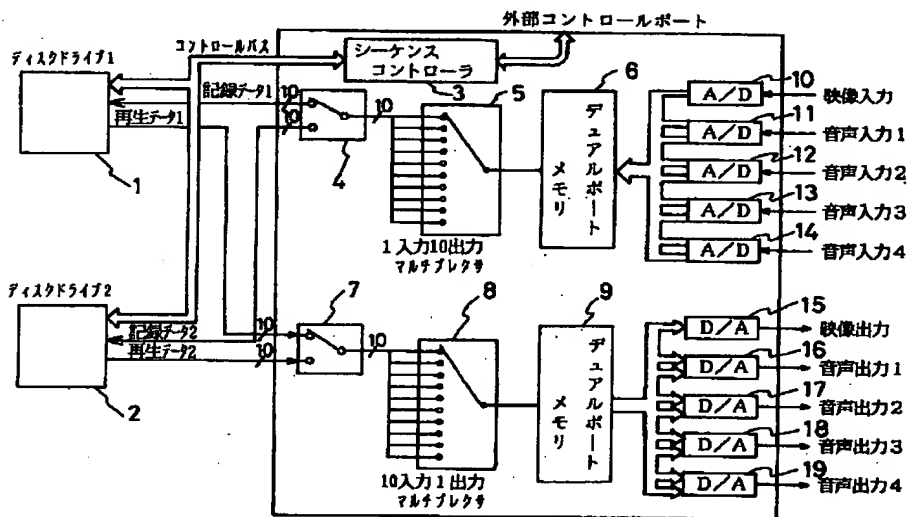 外部コントロールポート
コントロールバス
シーケンス
コントローラ
3
ディスクドライブ1
記録データ1
再生データ1
1
10
10
10
4
5
1入力10出力
マルチプレクサ
6
デュアルポート
メモリ
10
A/D
映像入力
11
A/D
音声入力1
12
A/D
音声入力2
13
A/D
音声入力3
14
A/D
音声入力4
ディスクドライブ2
記録データ2
再生データ2
2
10
10
10
7
8
10入力1出力
マルチプレクサ
9
デュアルポート
メモリ
15
D/A
映像出力
16
D/A
音声出力1
17
D/A
音声出力2
18
D/A
音声出力3
19
D/A
音声出力4